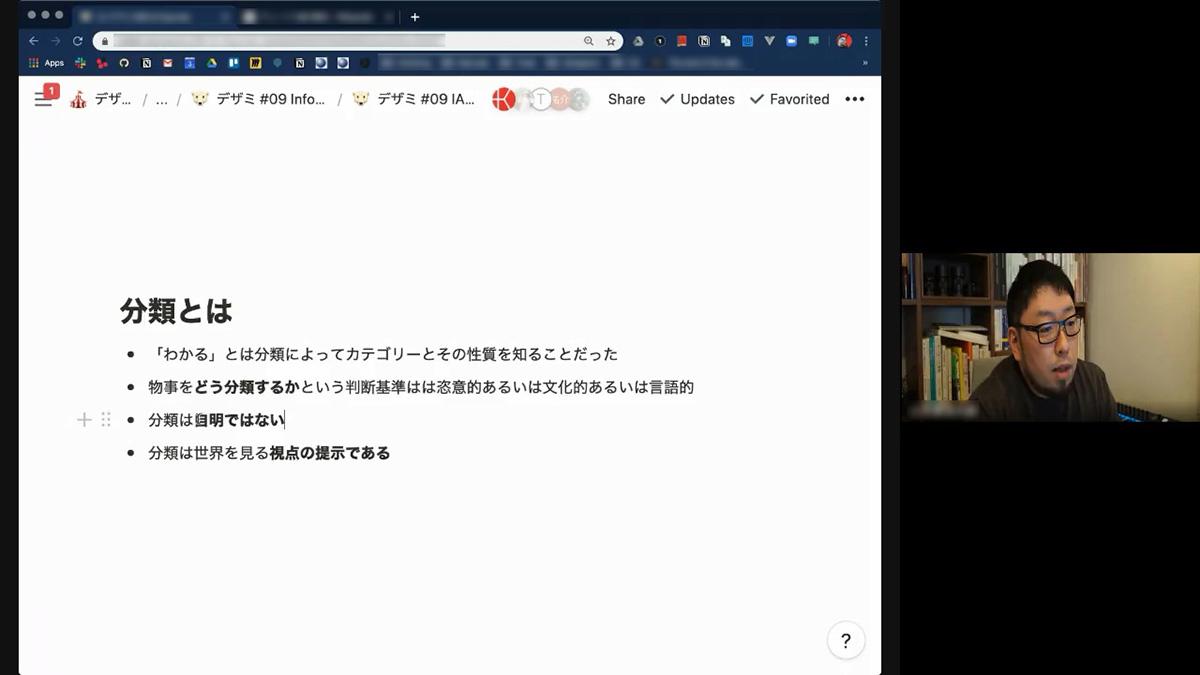 Apps
1
デザ... / ... / デザミ #09 Info... / デザミ #09 IA... T Share Updates Favorited
分類とは
「わかる」とは分類によってカテゴリーとその性質を知ることだった
物事をどう分類するかという判断基準はは恣意的あるいは文化的あるいは言語的
分類は自明ではない
分類は世界を見る視点の提示である
?